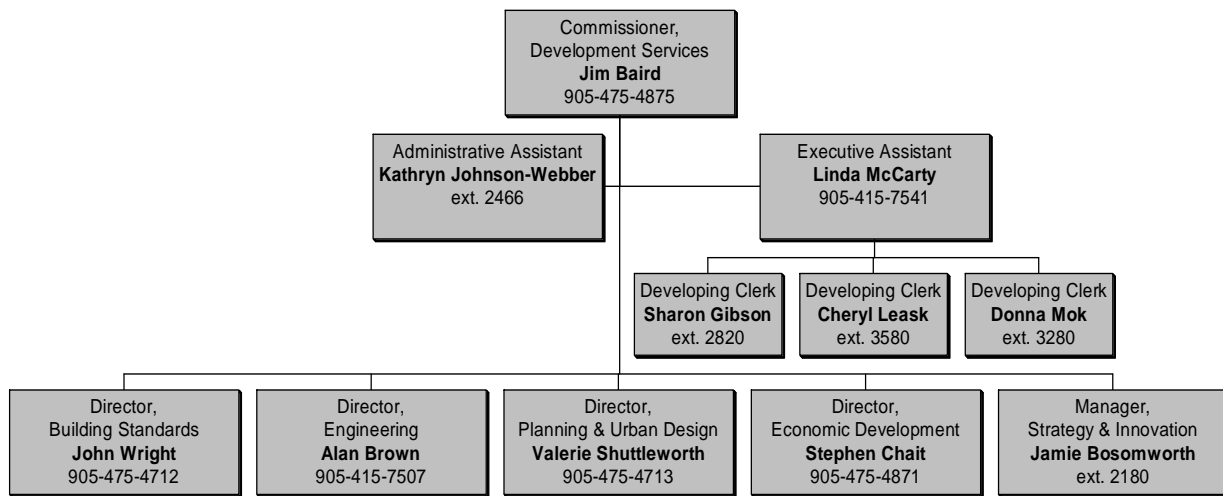 Commissioner,
Development Services
Jim Baird
905-475-4875
Administrative Assistant
Kathryn Johnson-Webber
ext. 2466
Executive Assistant
Linda McCarty
905-415-7541
Developing Clerk
Sharon Gibson
ext. 2820
Developing Clerk
Cheryl Leask
ext. 3580
Developing Clerk
Donna Mok
ext. 3280
Director,
Building Standards
John Wright
905-475-4712
Director,
Engineering
Alan Brown
905-415-7507
Director,
Planning & Urban Design
Valerie Shuttleworth
905-475-4713
Director,
Economic Development
Stephen Chait
905-475-4871
Manager,
Strategy & Innovation
Jamie Bosomworth
ext. 2180